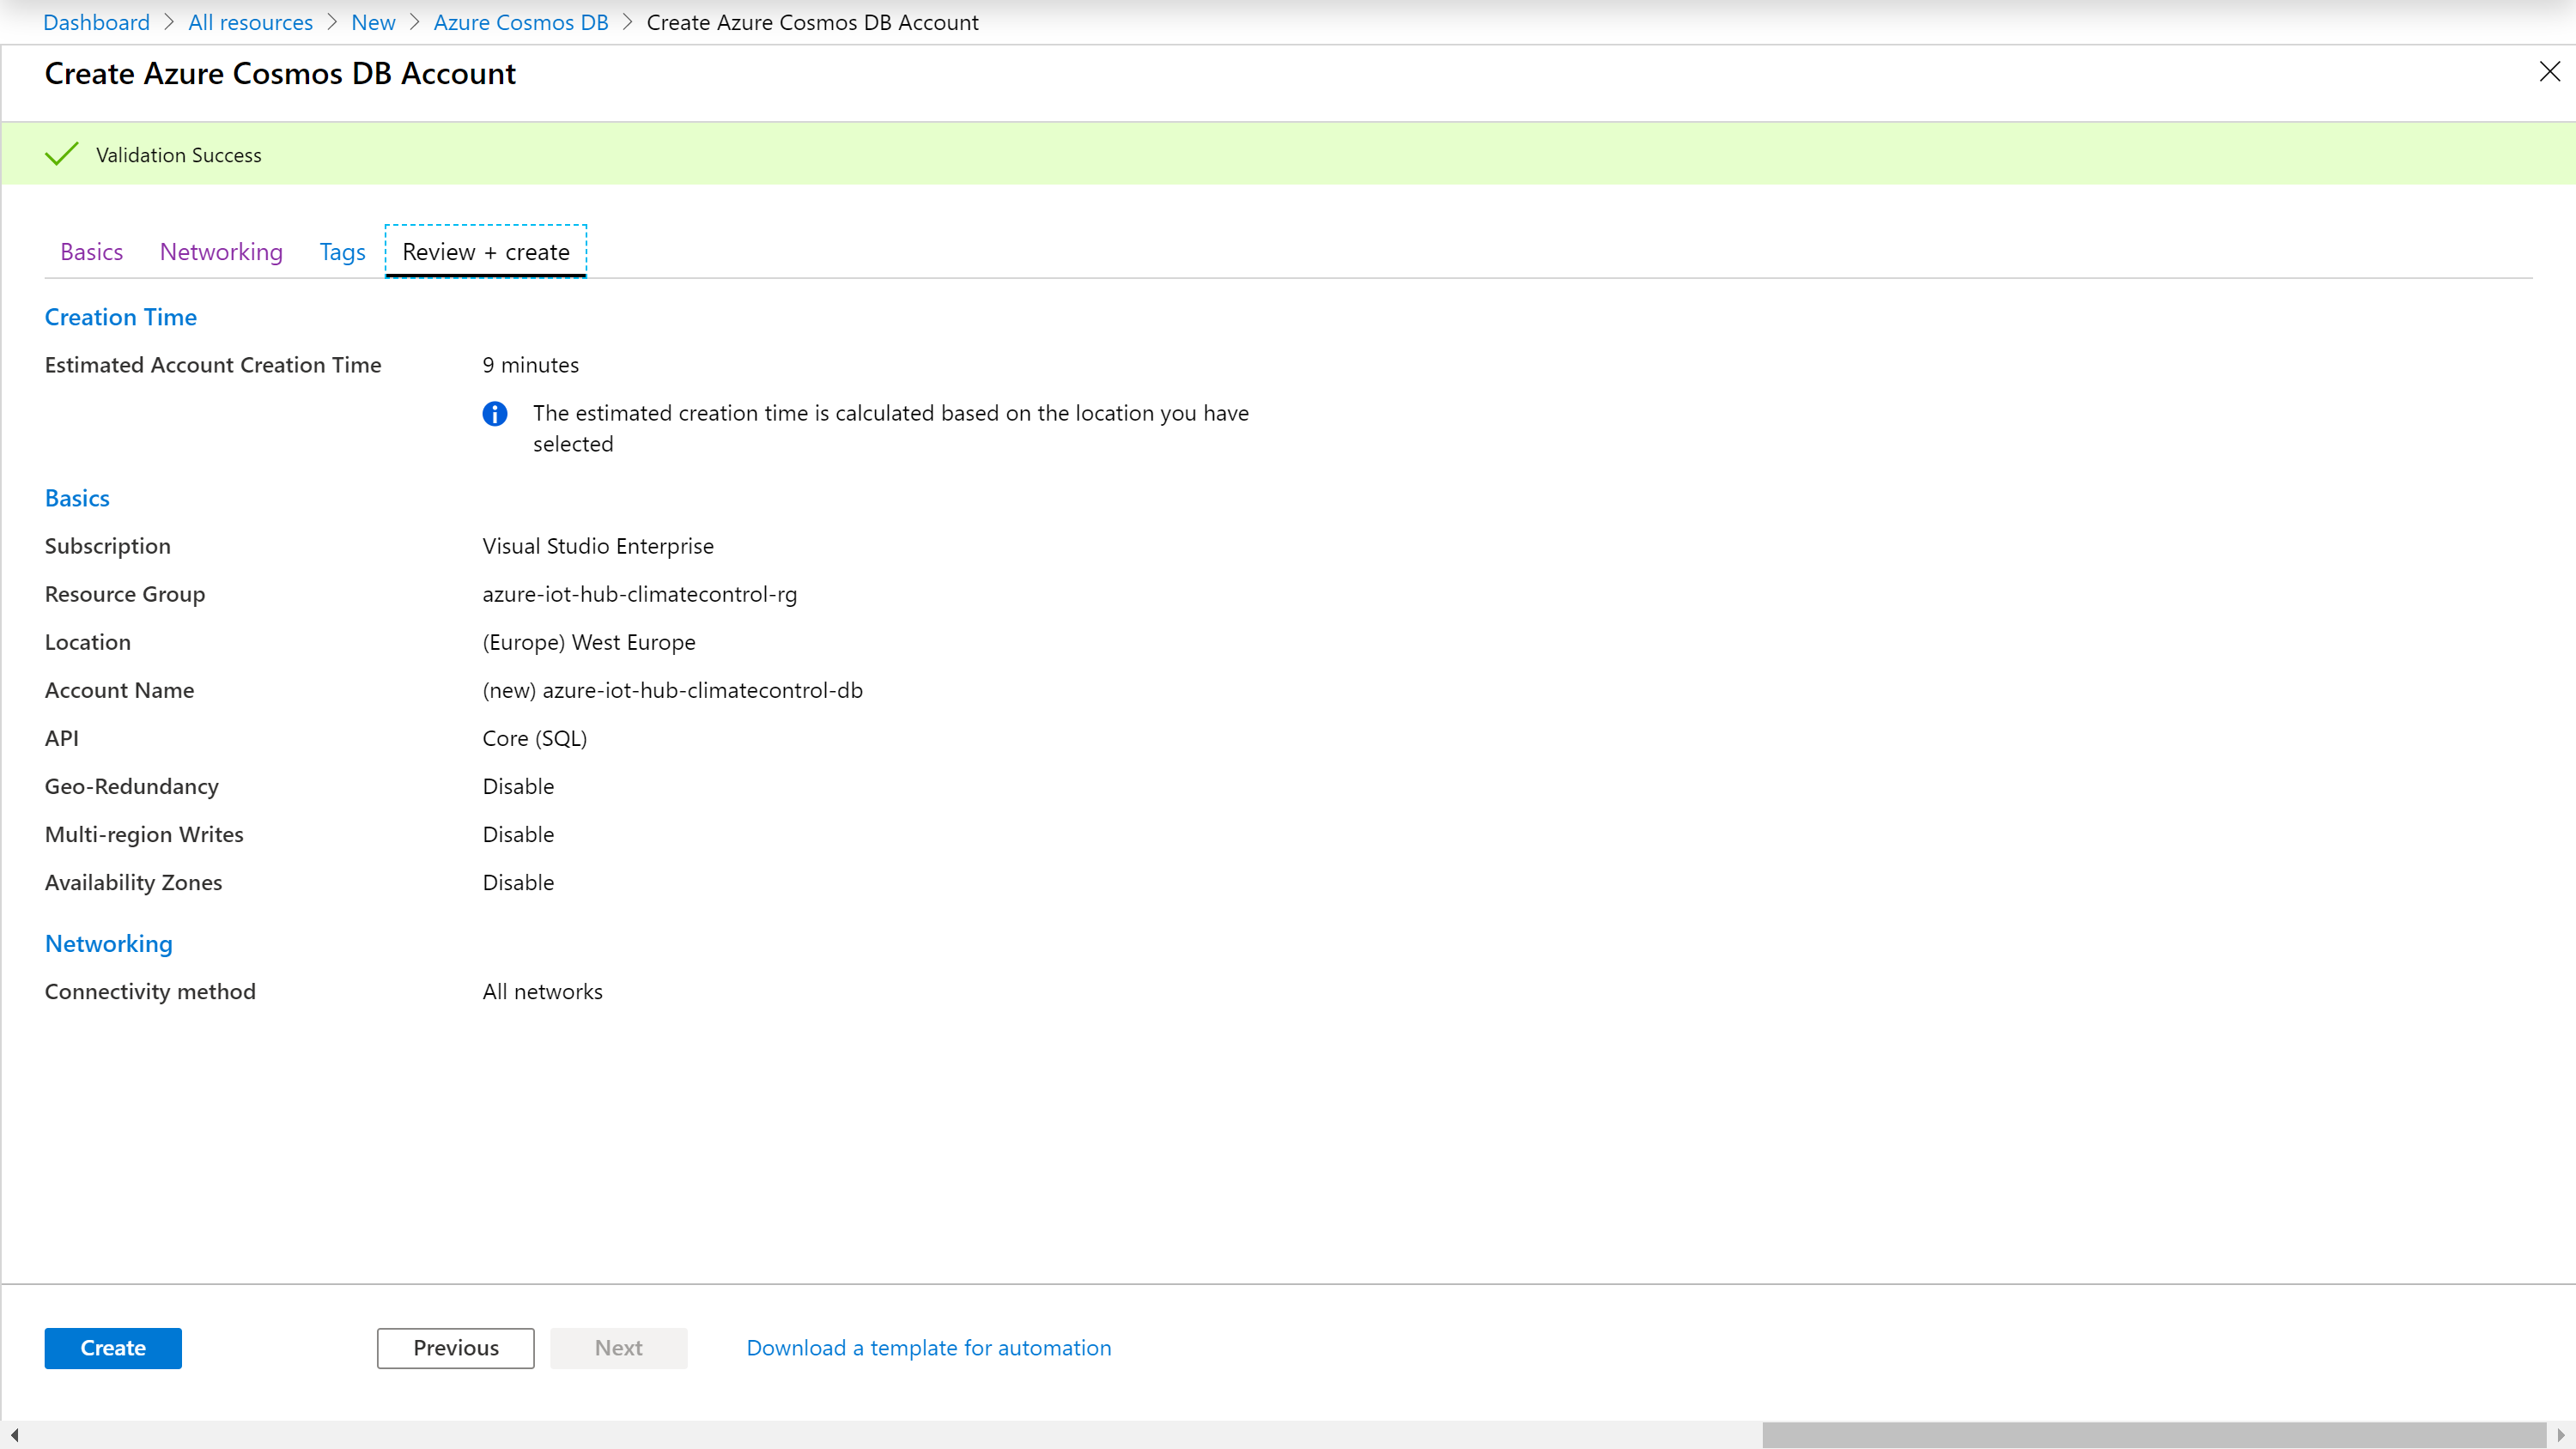 Dashboard > All resources > New > Azure Cosmos DB > Create Azure Cosmos DB Account
Create Azure Cosmos DB Account
Validation Success
Basics Networking Tags Review + create
Creation Time
Estimated Account Creation Time 9 minutes
The estimated creation time is calculated based on the location you have
selected
Basics
Subscription Visual Studio Enterprise
Resource Group azure-iot-hub-climatecontrol-rg
Location (Europe) West Europe
Account Name (new) azure-iot-hub-climatecontrol-db
API Core (SQL)
Geo-Redundancy Disable
Multi-region Writes Disable
Availability Zones Disable
Networking
Connectivity method All networks
Create Previous Next Download a template for automation